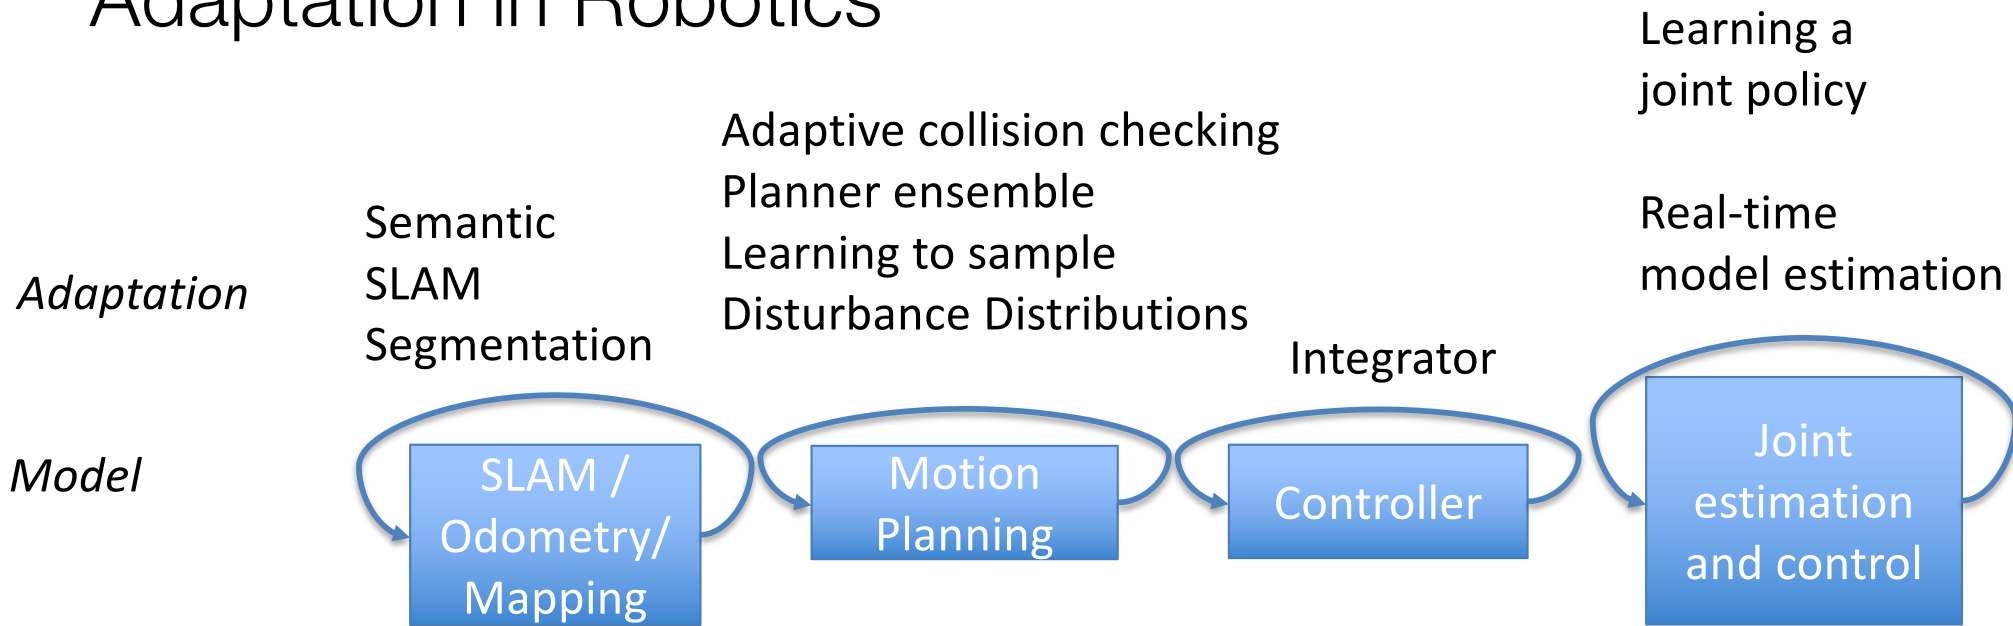 Adaptation in Robotics
Learning a
joint policy
Adaptive collision checking
Planner ensemble
Learning to sample
Disturbance Distributions
Real-time
model estimation
Semantic
SLAM
Segmentation
Adaptation
Integrator
Model
SLAM /
Odometry/
Mapping
Motion
Planning
Controller
Joint
estimation
and control